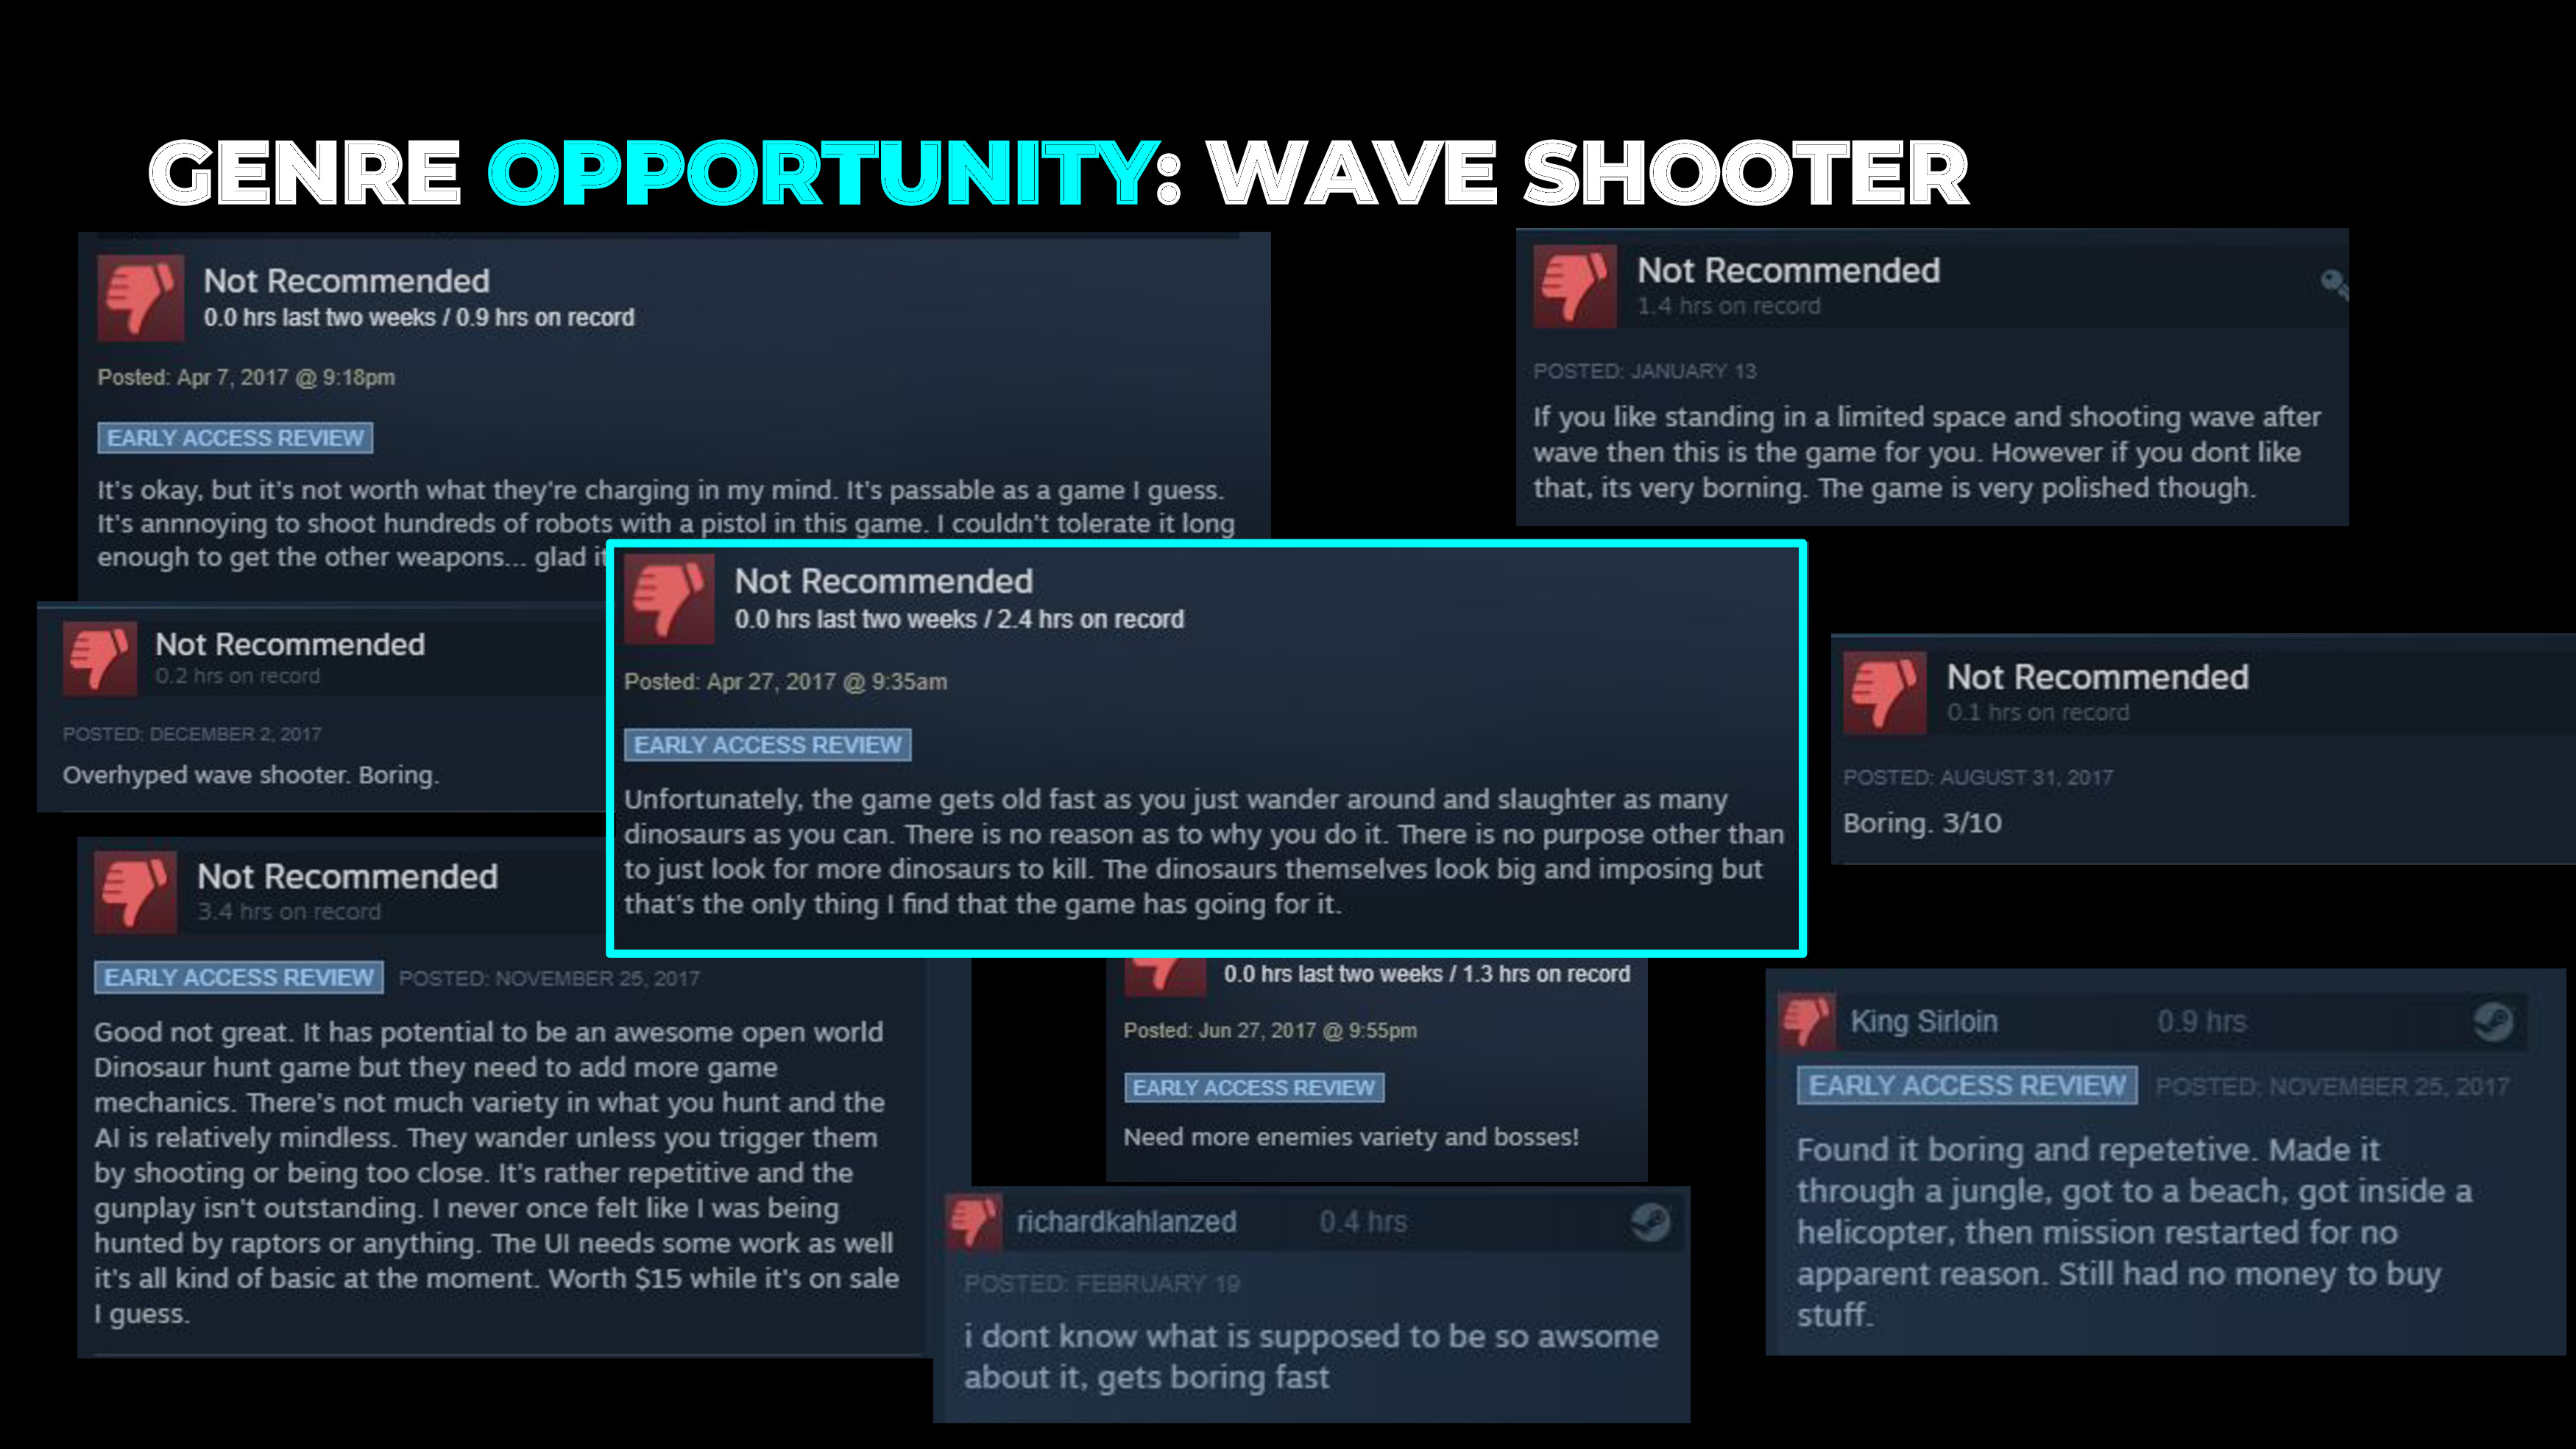 GENRE OPPORTUNITY: WAVE SHOOTER
Not Recommended
0.0 hrs last two weeks / 0.9 hrs on record
Posted: Apr 7, 2017 @ 9:18pm
EARLY ACCESS REVIEW
It's okay, but it's not worth what they're charging in my mind. It's passable as a game I guess.
It's annnoying to shoot hundreds of robots with a pistol in this game. I couldn't tolerate it long
enough to get the other weapons... glad it
Not Recommended
1.4 hrs on record
POSTED: JANUARY 13
If you like standing in a limited space and shooting wave after
wave then this is the game for you. However if you dont like
that, its very borning. The game is very polished though.
Not Recommended
0.2 hrs on record
POSTED: DECEMBER 2, 2017
Overhyped wave shooter. Boring.
Not Recommended
0.0 hrs last two weeks / 2.4 hrs on record
Posted: Apr 27, 2017 @ 9:35am
EARLY ACCESS REVIEW
Unfortunately, the game gets old fast as you just wander around and slaughter as many
dinosaurs as you can. There is no reason as to why you do it. There is no purpose other than
to just look for more dinosaurs to kill. The dinosaurs themselves look big and imposing but
that's the only thing I find that the game has going for it.
Not Recommended
0.1 hrs on record
POSTED: AUGUST 31, 2017
Boring. 3/10
Not Recommended
3.4 hrs on record
EARLY ACCESS REVIEW POSTED: NOVEMBER 25, 2017
Good not great. It has potential to be an awesome open world
Dinosaur hunt game but they need to add more game
mechanics. There's not much variety in what you hunt and the
AI is relatively mindless. They wander unless you trigger them
by shooting or being too close. It's rather repetitive and the
gunplay isn't outstanding. I never once felt like I was being
hunted by raptors or anything. The UI needs some work as well
it's all kind of basic at the moment. Worth $15 while it's on sale
I guess.
0.0 hrs last two weeks / 1.3 hrs on record
Posted: Jun 27, 2017 @ 9:55pm
EARLY ACCESS REVIEW
Need more enemies variety and bosses!
richardkahlanzed 0.4 hrs
POSTED: FEBRUARY 19
i dont know what is supposed to be so awsome
about it, gets boring fast
King Sirloin 0.9 hrs
EARLY ACCESS REVIEW POSTED: NOVEMBER 25, 2017
Found it boring and repetetive. Made it
through a jungle, got to a beach, got inside a
helicopter, then mission restarted for no
apparent reason. Still had no money to buy
stuff.